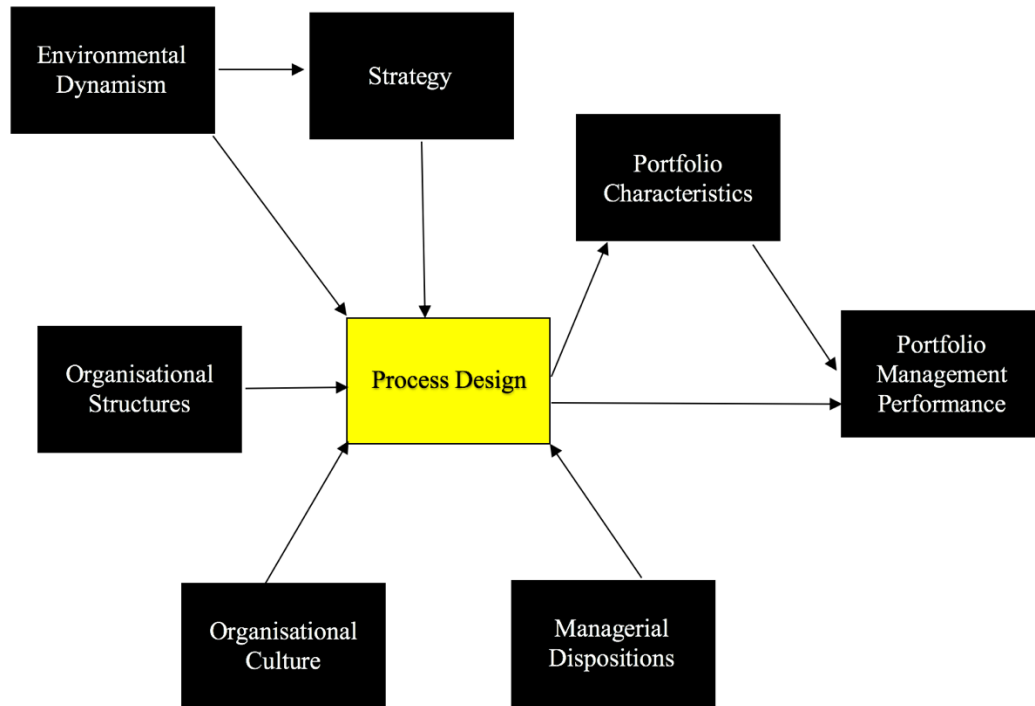 Environmental
Dynamism
Strategy
Portfolio
Characteristics
Organisational
Structures
Process Design
Portfolio
Management
Performance
Organisational
Culture
Managerial
Dispositions